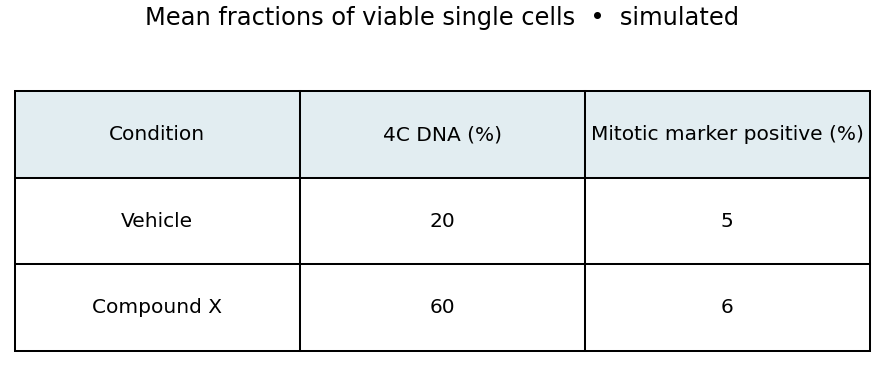 Mean fractions of viable single cells • simulated
Condition 4C DNA (%) Mitotic marker positive (%)
Vehicle 20 5
Compound X 60 6